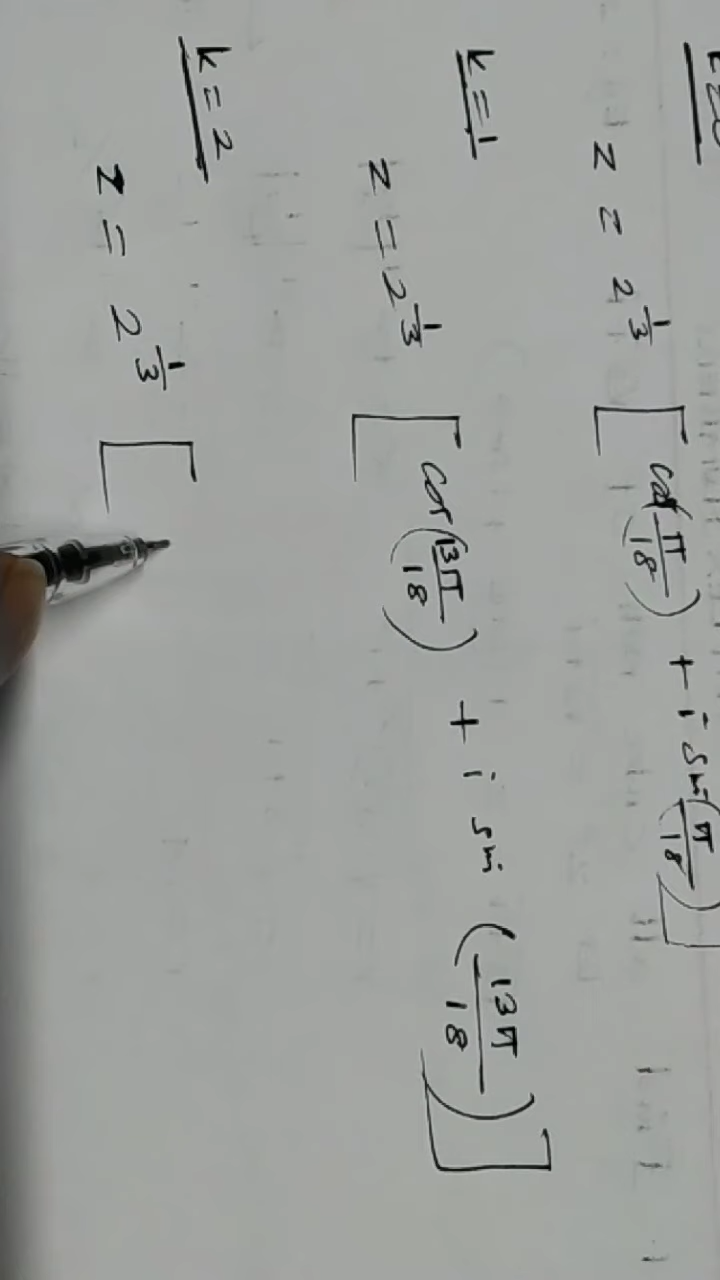 z = 2^{1/3} [cos(π/18) + i sin(π/18)]
k=1
z = 2^{1/3} [cos(13π/18) + i sin(13π/18)]
k=2
z = 2^{1/3} [